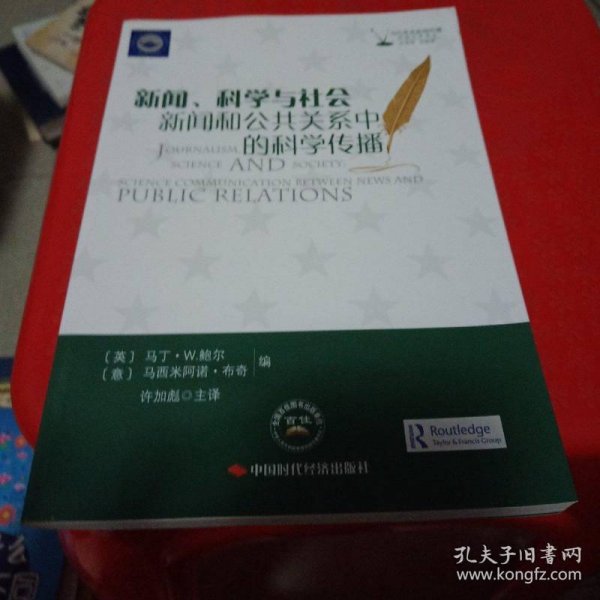 新闻、科学与社会
新闻和公共关系中
的科学传播
JOURNALISM,
SCIENCE AND SOCIETY:
SCIENCE COMMUNICATION BETWEEN NEWS AND
PUBLIC RELATIONS
〔英〕马丁·W.鲍尔
〔意〕马西米阿诺·布奇
编
许加彪◎主译
百佳
中国时代经济出版社
R
Routledge
Taylor & Francis Group
孔夫子旧书网
www.kongfz.com